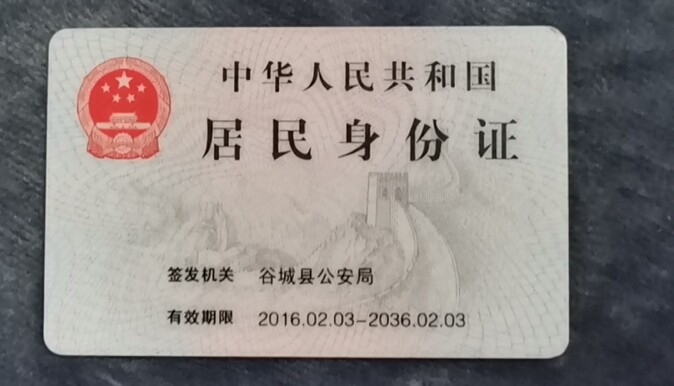 中华人民共和国
居民身份证
签发机关 谷城县公安局
有效期限 2016.02.03-2036.02.03